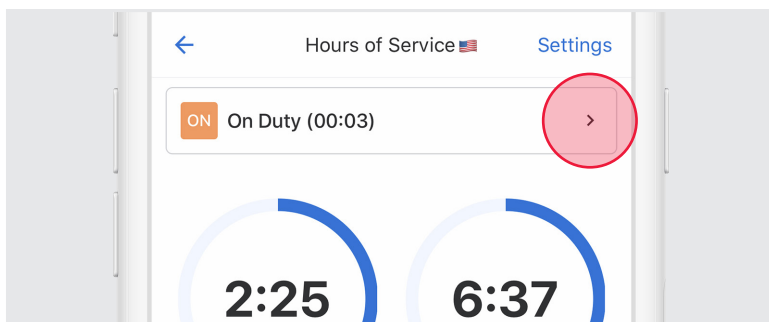 Hours of Service🇺🇸
Settings
ON
On Duty (00:03)
2:25
6:37